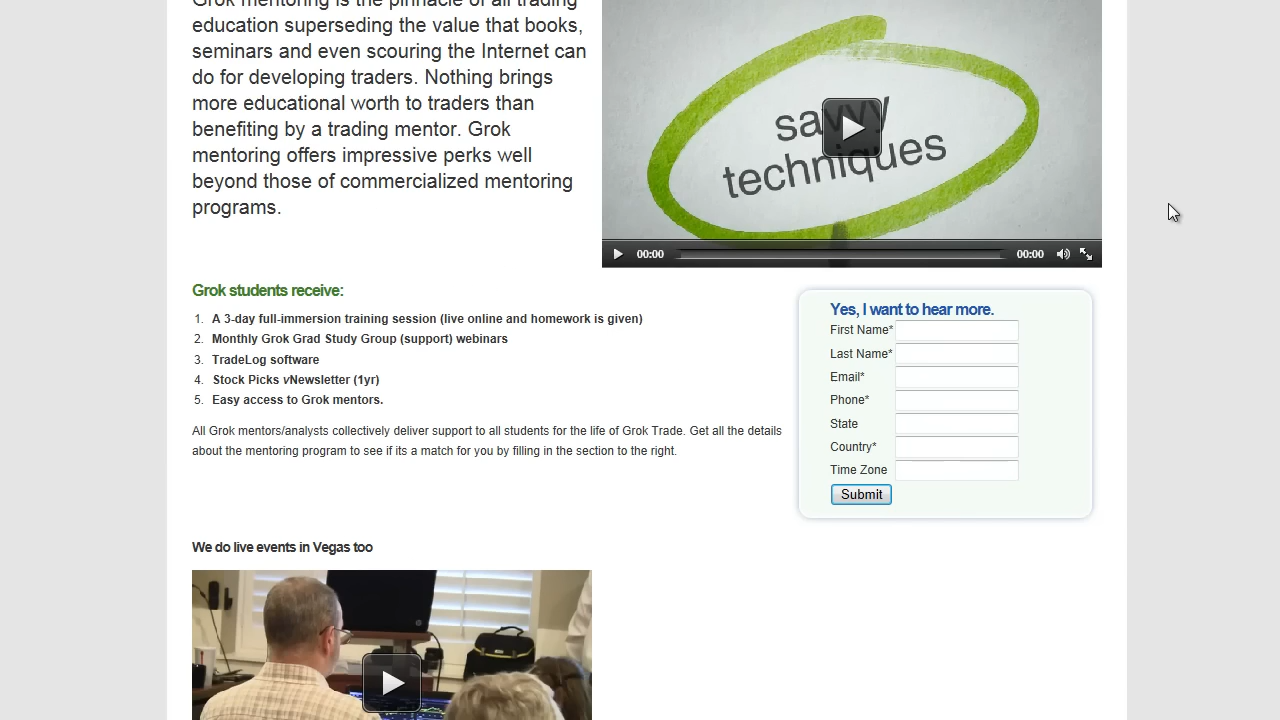 Grok mentoring is the pinnacle of all trading
education superseding the value that books,
seminars and even scouring the Internet can
do for developing traders. Nothing brings
more educational worth to traders than
benefiting by a trading mentor. Grok
mentoring offers impressive perks well
beyond those of commercialized mentoring
programs.
savvy
techniques
00:00
00:00
Grok students receive:
1. A 3-day full-immersion training session (live online and homework is given)
2. Monthly Grok Grad Study Group (support) webinars
3. TradeLog software
4. Stock Picks vNewsletter (1yr)
5. Easy access to Grok mentors.
All Grok mentors/analysts collectively deliver support to all students for the life of Grok Trade. Get all the details
about the mentoring program to see if its a match for you by filling in the section to the right.
Yes, I want to hear more.
First Name*
Last Name*
Email*
Phone*
State
Country*
Time Zone
Submit
We do live events in Vegas too